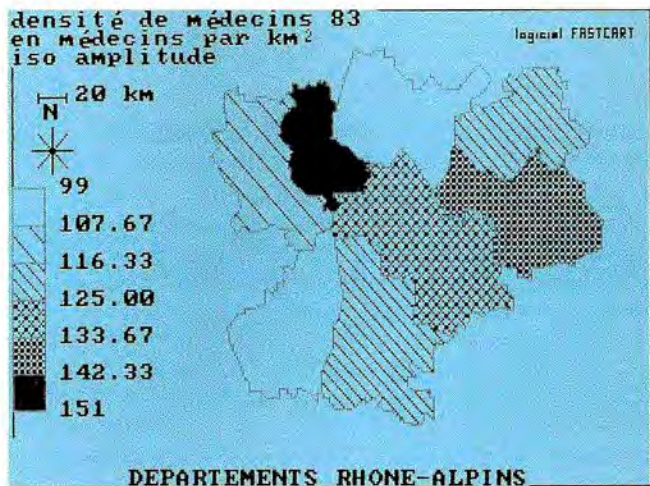 densité de médecins 83
en médecins par km²
iso amplitude
logiciel FASTCART
20 km
N
99
107.67
116.33
125.00
133.67
142.33
151
DEPARTEMENTS RHONE-ALPINS